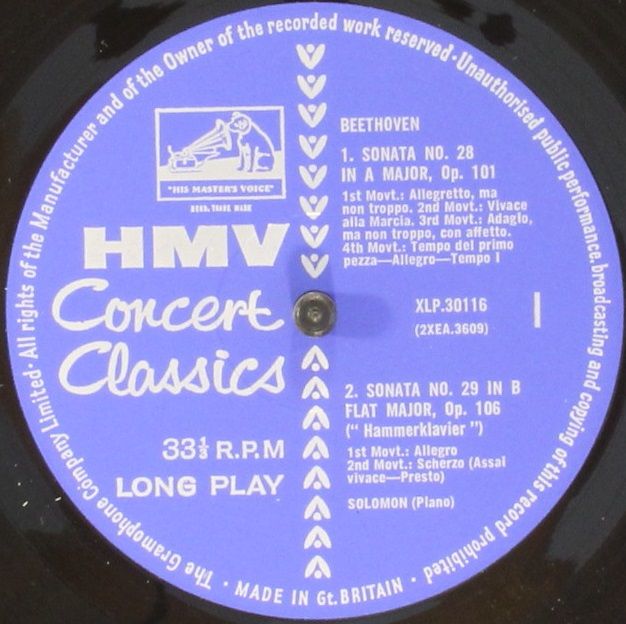 The Gramophone Company Limited · All rights of the Manufacturer and of the Owner of the recorded work reserved · Unauthorised public performance, broadcasting and copying of this record prohibited ·
"HIS MASTER'S VOICE"
REGD. TRADE MARK
HMV
Concert
Classics
33⅓ R.P.M
LONG PLAY
BEETHOVEN
1. SONATA NO. 28
IN A MAJOR, Op. 101
1st Movt.: Allegretto, ma
non troppo. 2nd Movt.: Vivace
alla Marcia. 3rd Movt.: Adagio,
ma non troppo, con affetto.
4th Movt.: Tempo del primo
pezza—Allegro—Tempo I
XLP.30116
(2XEA.3609)
1
2. SONATA NO. 29 IN B
FLAT MAJOR, Op. 106
(" Hammerklavier ")
1st Movt.: Allegro
2nd Movt.: Scherzo (Assai
vivace—Presto)
SOLOMON (Piano)
· MADE IN Gt. BRITAIN ·